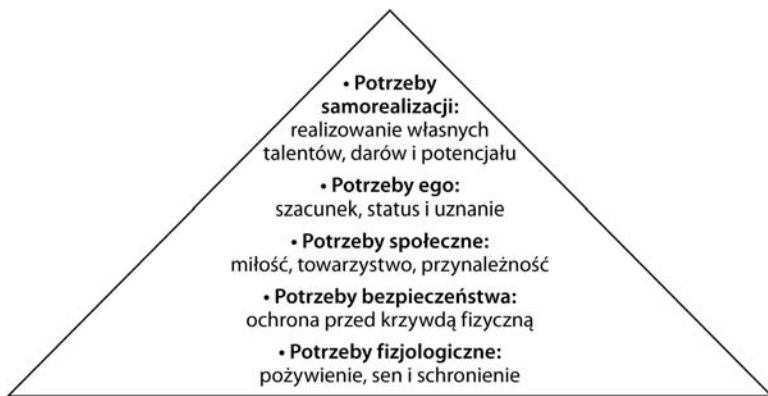 • Potrzeby
samorealizacji:
realizowanie własnych
talentów, darów i potencjału
• Potrzeby ego:
szacunek, status i uznanie
• Potrzeby społeczne:
miłość, towarzystwo, przynależność
• Potrzeby bezpieczeństwa:
ochrona przed krzywdą fizyczną
• Potrzeby fizjologiczne:
pożywienie, sen i schronienie